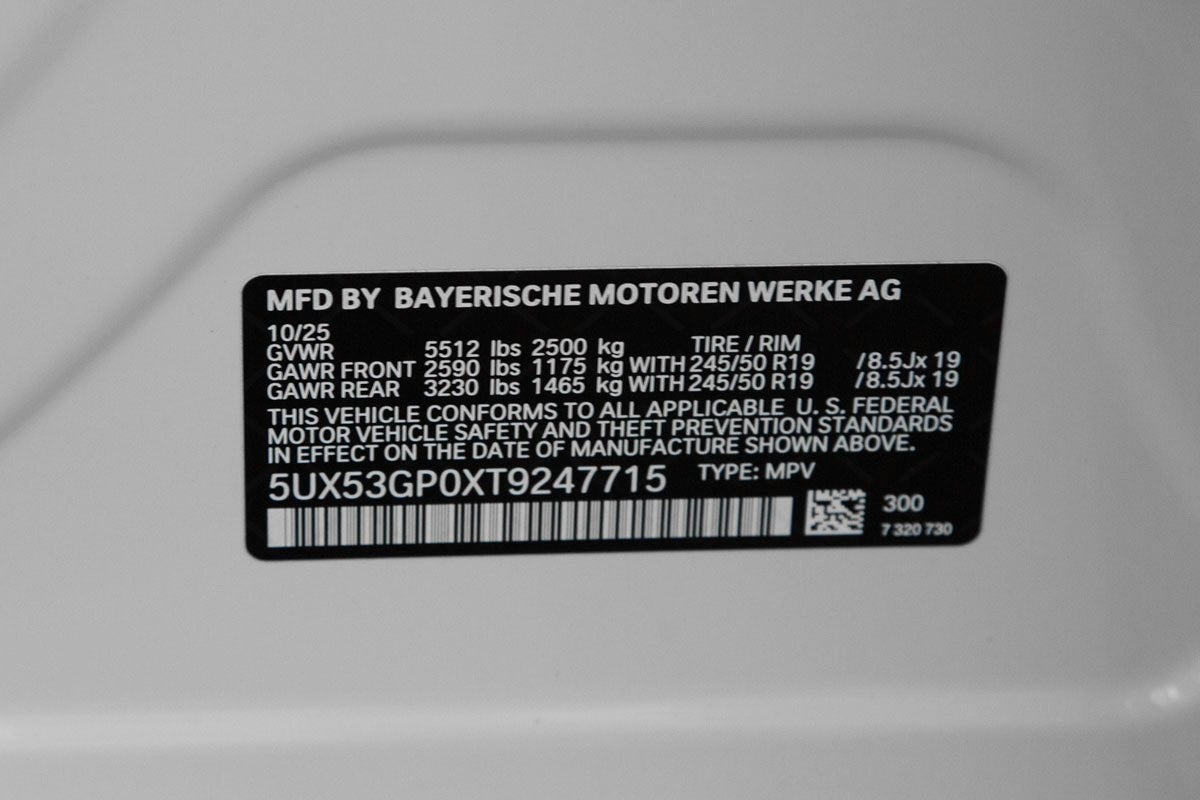 MFD BY BAYERISCHE MOTOREN WERKE AG
10/25
GVWR 5512 lbs 2500 kg TIRE / RIM
GAWR FRONT 2590 lbs 1175 kg WITH 245/50 R19 /8.5Jx 19
GAWR REAR 3230 lbs 1465 kg WITH 245/50 R19 /8.5Jx 19
THIS VEHICLE CONFORMS TO ALL APPLICABLE U. S. FEDERAL
MOTOR VEHICLE SAFETY AND THEFT PREVENTION STANDARDS
IN EFFECT ON THE DATE OF MANUFACTURE SHOWN ABOVE.
5UX53GP0XT9247715 TYPE: MPV
300
7 320 730